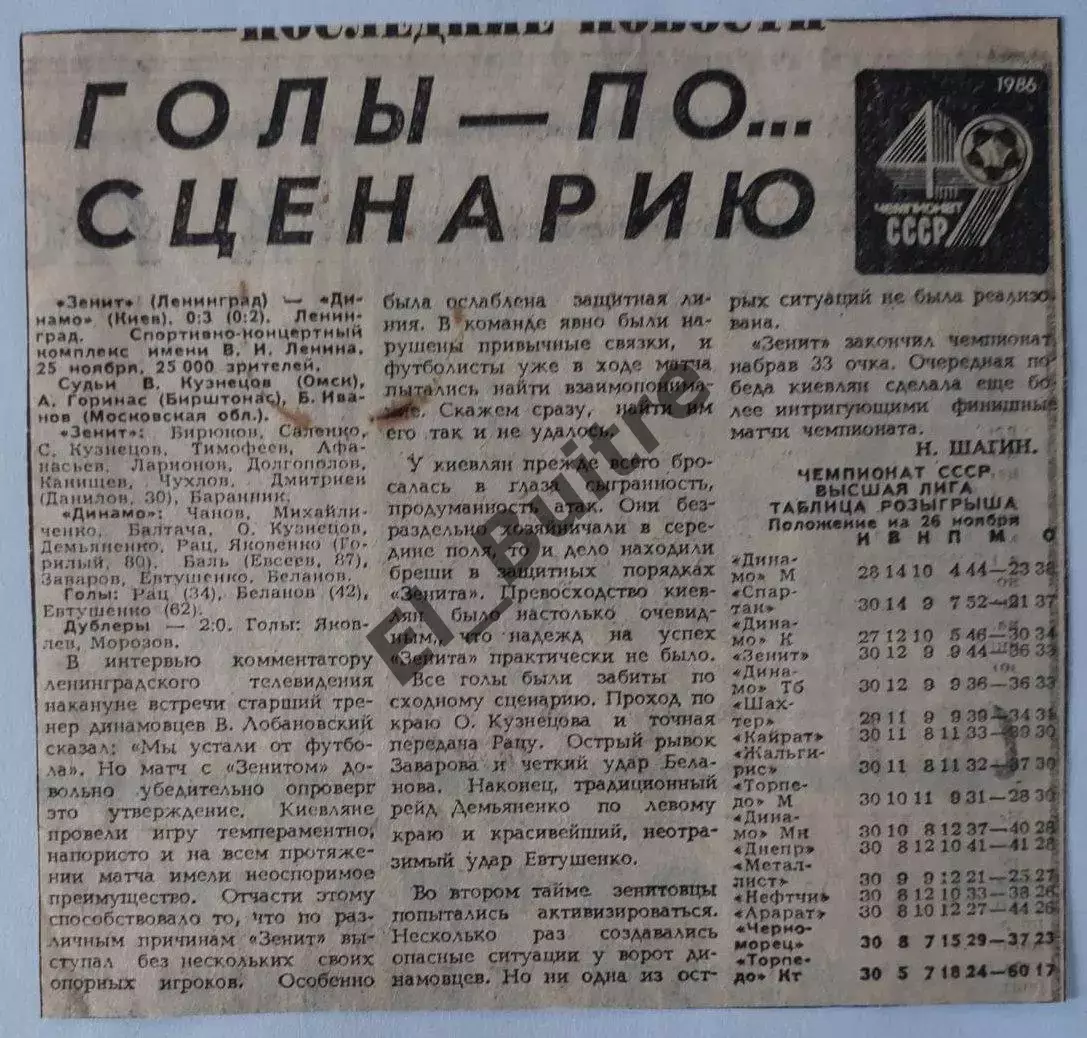 ПОСЛЕДНИЕ НОВОСТИ
ГОЛЫ — ПО...
СЦЕНАРИЮ
1986
49
ЧЕМПИОНАТ
СССР
«Зенит» (Ленинград) — «Ди-
намо» (Киев). 0:3 (0:2). Ленин-
град. Спортивно-концертный
комплекс имени В. И. Ленина.
25 ноября. 25 000 зрителей.
Судьи В. Кузнецов (Омск),
А. Горинас (Бирштонас), Б. Ива-
нов (Московская обл.).
«Зенит»: Бирюков, Саленко,
С. Кузнецов, Тимофеев, Афа-
насьев, Ларионов, Долгополов,
Канищев, Чухлов, Дмитриев
(Данилов, 30), Баранник.
«Динамо»: Чанов, Михайли-
ченко, Балтача, О. Кузнецов,
Демьяненко, Рац, Яковенко (Го-
рилый, 80), Баль (Евсеев, 87),
Заваров, Евтушенко, Беланов.
Голы: Рац (34), Беланов (42),
Евтушенко (62).
Дублеры — 2:0. Голы: Яков-
лев, Морозов.
В интервью комментатору
ленинградского телевидения
накануне встречи старший тре-
нер динамовцев В. Лобановский
сказал: «Мы устали от футбо-
ла». Но матч с «Зенитом» до-
вольно убедительно опроверг
это утверждение. Киевляне
провели игру темпераментно,
напористо и на всем протяже-
нии матча имели неоспоримое
преимущество. Отчасти этому
способствовало то, что по раз-
личным причинам «Зенит» вы-
ступал без нескольких своих
опорных игроков. Особенно
была ослаблена защитная ли-
ния. В команде явно были на-
рушены привычные связки, и
футболисты уже в ходе матча
пытались найти взаимопонима-
ние. Скажем сразу, найти им
его так и не удалось.
У киевлян прежде всего бро-
салась в глаза сыгранность,
продуманность атак. Они без-
раздельно хозяйничали в сере-
дине поля, то и дело находили
бреши в защитных порядках
«Зенита». Превосходство киев-
лян было настолько очевид-
ным, что надежд на успех
«Зенита» практически не было.
Все голы были забиты по
сходному сценарию. Проход по
краю О. Кузнецова и точная
передача Рацу. Острый рывок
Заварова и четкий удар Бела-
нова. Наконец, традиционный
рейд Демьяненко по левому
краю и красивейший, неотра-
зимый удар Евтушенко.
Во втором тайме зенитовцы
попытались активизироваться.
Несколько раз создавались
опасные ситуации у ворот ди-
намовцев. Но ни одна из ост-
рых ситуаций не была реализо-
вана.
«Зенит» закончил чемпионат,
набрав 33 очка. Очередная по-
беда киевлян сделала еще бо-
лее интригующими финишные
матчи чемпионата.
Н. ШАГИН.
ЧЕМПИОНАТ СССР.
ВЫСШАЯ ЛИГА
ТАБЛИЦА РОЗЫГРЫША
Положение на 26 ноября
И В Н П М О
«Дина-
мо» М 28 14 10 4 44—23 38
«Спар-
так» 30 14 9 7 52—21 37
«Дина-
мо» К 27 12 10 5 46—30 34
«Зенит» 30 12 9 9 44—36 33
«Дина-
мо» Тб 30 12 9 9 36—36 33
«Шах-
тер» 29 11 9 9 39—34 31
«Кайрат» 30 11 8 11 33—39 30
«Жальги-
рис» 30 11 8 11 32—37 30
«Торпе-
до» М 30 10 11 9 31—28 30
«Дина-
мо» Мн 30 10 8 12 37—40 28
«Днепр» 30 8 12 10 41—41 28
«Метал-
лист» 30 9 9 12 21—25 27
«Нефтчи» 30 8 12 10 33—38 26
«Арарат» 30 8 10 12 27—44 26
«Черно-
морец» 30 8 7 15 29—37 23
«Торпе-
до» Кт 30 5 7 18 24—60 17
El_Buitre